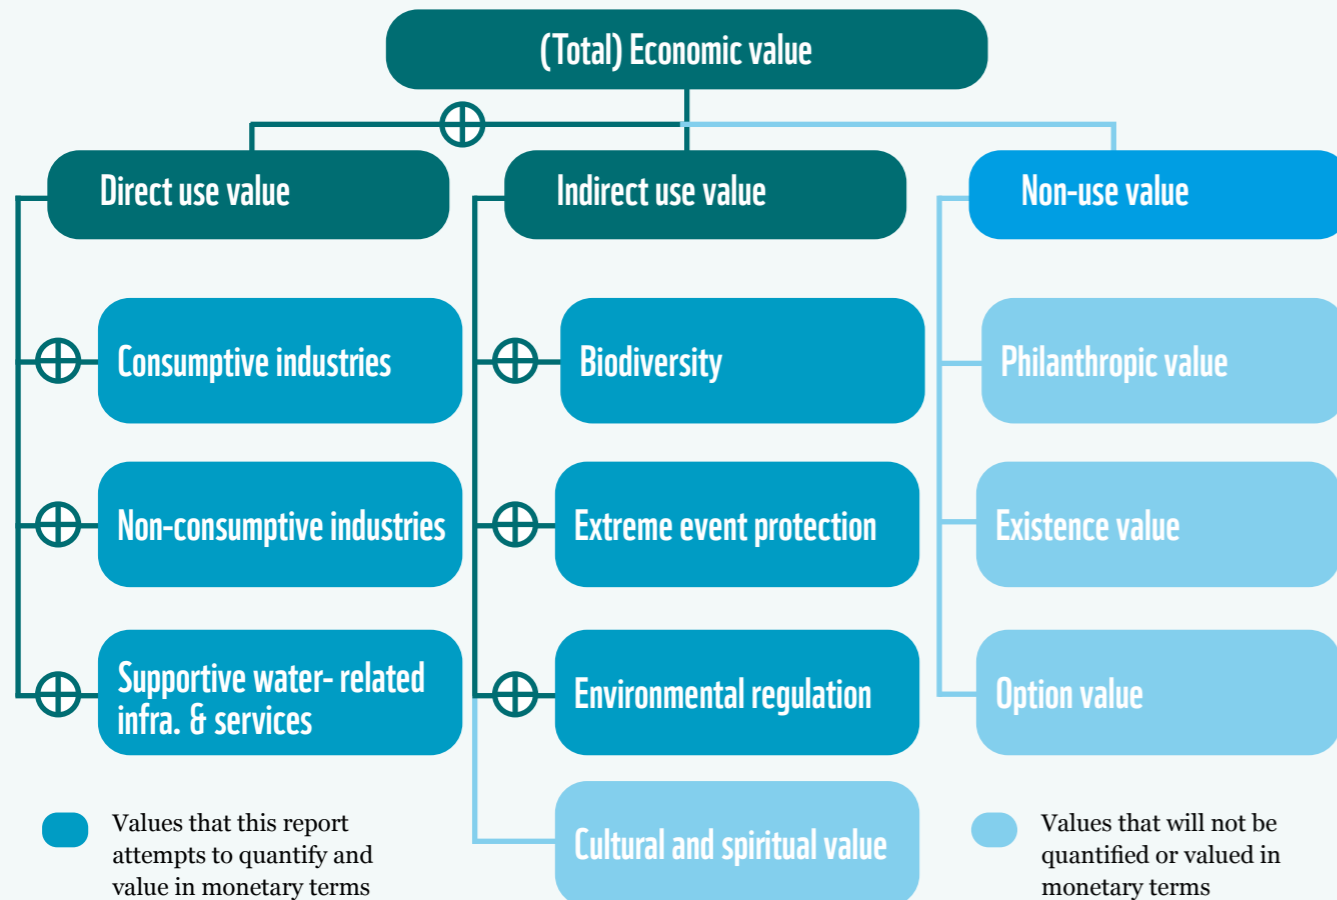 (Total) Economic value
Direct use value
Indirect use value
Non-use value
Consumptive industries
Biodiversity
Philanthropic value
Non-consumptive industries
Extreme event protection
Existence value
Supportive water- related
infra. & services
Environmental regulation
Option value
Cultural and spiritual value
Values that this report
attempts to quantify and
value in monetary terms
Values that will not be
quantified or valued in
monetary terms